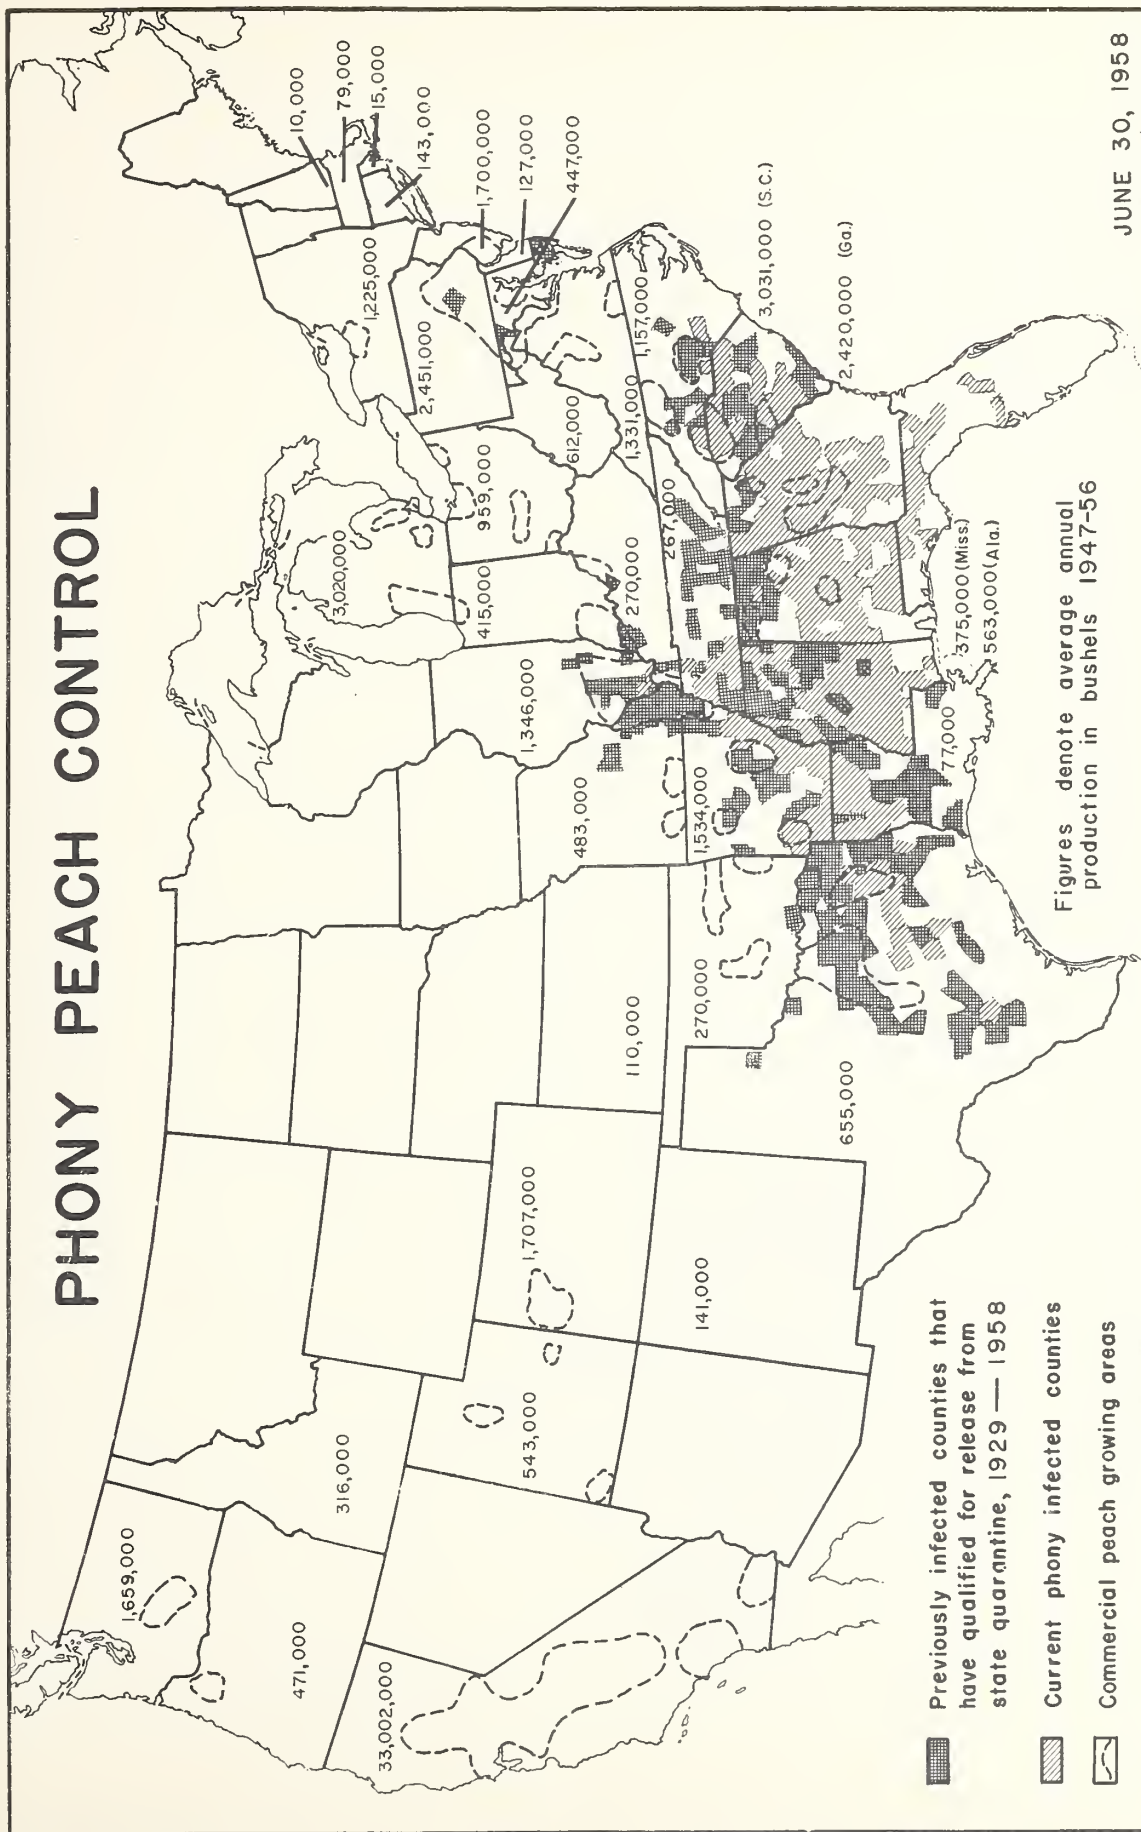 PHONY PEACH CONTROL
1,659,000
471,000
316,000
33,002,000
543,000
1,707,000
141,000
110,000
270,000
655,000
483,000
1,534,000
77,000
1,346,000
3,020,000
415,000
959,000
270,000
267,000
612,000
1,331,000
1,157,000
2,451,000
1,225,000
10,000
79,000
15,000
143,000
1,700,000
127,000
447,000
3,031,000 (S.C.)
2,420,000 (Ga.)
375,000 (Miss.)
563,000 (Ala.)
Figures denote average annual
production in bushels 1947-56
Previously infected counties that
have qualified for release from
state quarantine, 1929 — 1958
Current phony infected counties
Commercial peach growing areas
JUNE 30, 1958